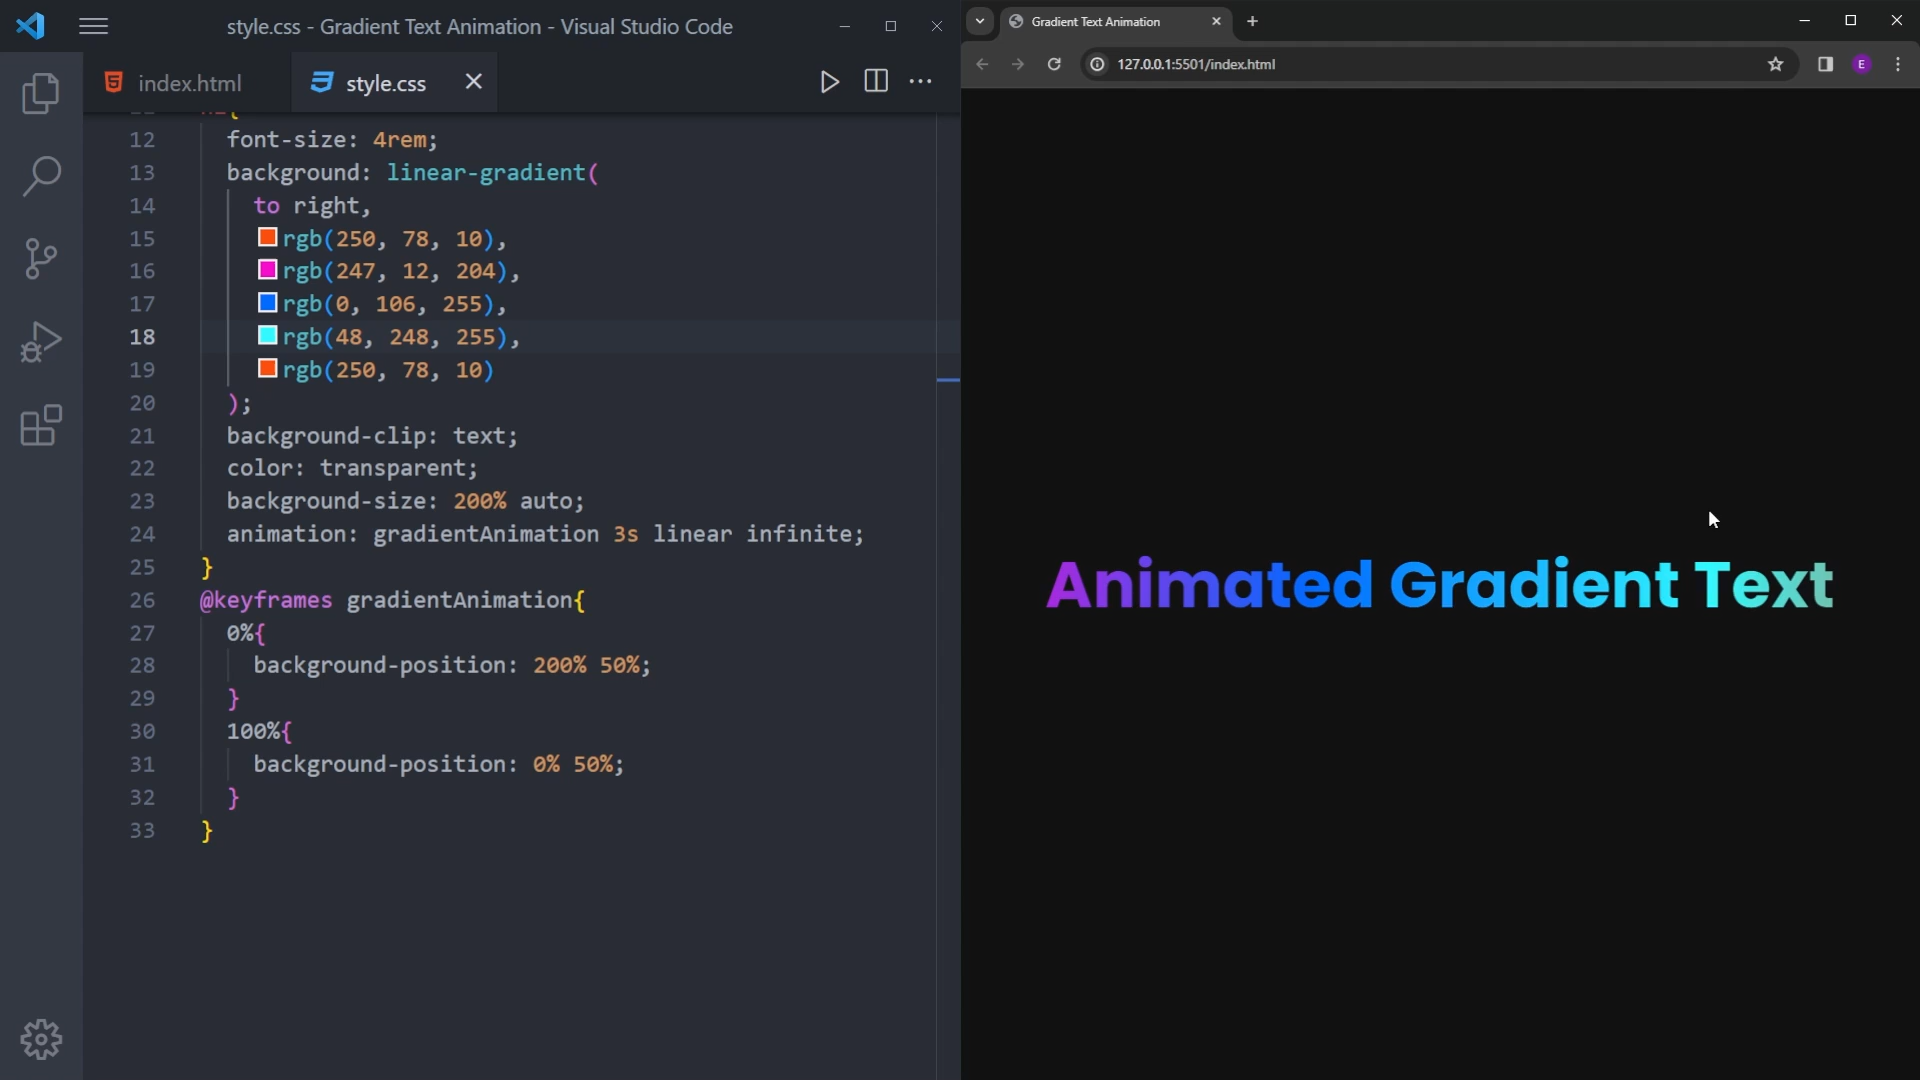 style.css - Gradient Text Animation - Visual Studio Code
index.html
style.css
12 font-size: 4rem;
13 background: linear-gradient(
14 to right,
15 rgb(250, 78, 10),
16 rgb(247, 12, 204),
17 rgb(0, 106, 255),
18 rgb(48, 248, 255),
19 rgb(250, 78, 10)
20 );
21 background-clip: text;
22 color: transparent;
23 background-size: 200% auto;
24 animation: gradientAnimation 3s linear infinite;
25 }
26 @keyframes gradientAnimation{
27 0%{
28 background-position: 200% 50%;
29 }
30 100%{
31 background-position: 0% 50%;
32 }
33 }
Gradient Text Animation
127.0.0.1:5501/index.html
E
Animated Gradient Text